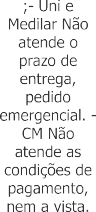 ;- Uni e
Medilar Não
atende o
prazo de
entrega,
pedido
emergencial. -
CM Não
atende as
condições de
pagamento,
nem a vista.